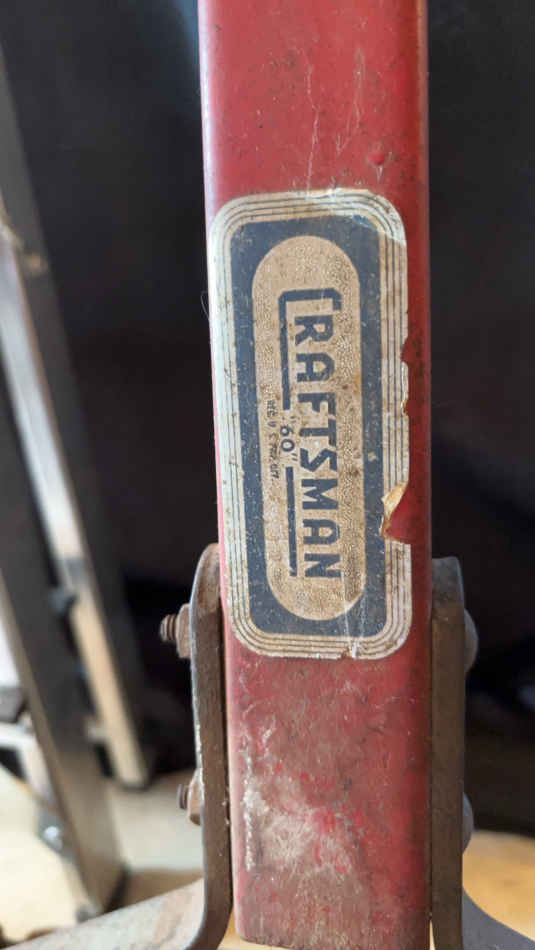 CRAFTSMAN
"60"
REG. U.S. PAT. OFF.